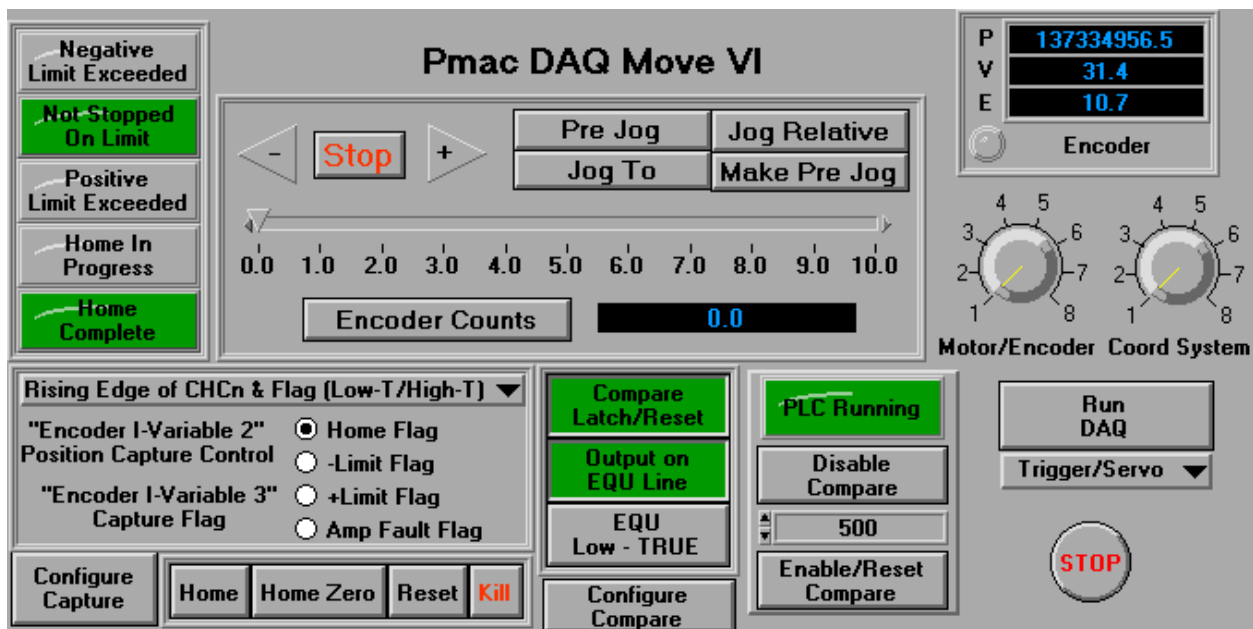 Negative
Limit Exceeded
Not Stopped
On Limit
Positive
Limit Exceeded
Home In
Progress
Home
Complete
Pmac DAQ Move VI
-
Stop
+
Pre Jog
Jog Relative
Jog To
Make Pre Jog
0.0 1.0 2.0 3.0 4.0 5.0 6.0 7.0 8.0 9.0 10.0
Encoder Counts
0.0
P 137334956.5
V 31.4
E 10.7
Encoder
1 2 3 4 5 6 7 8
Motor/Encoder
1 2 3 4 5 6 7 8
Coord System
Rising Edge of CHCn & Flag (Low-T/High-T)
"Encoder I-Variable 2"
Position Capture Control
"Encoder I-Variable 3"
Capture Flag
Home Flag
-Limit Flag
+Limit Flag
Amp Fault Flag
Configure
Capture
Home
Home Zero
Reset
Kill
Compare
Latch/Reset
Output on
EQU Line
EQU
Low - TRUE
Configure
Compare
PLC Running
Disable
Compare
500
Enable/Reset
Compare
Run
DAQ
Trigger/Servo
STOP